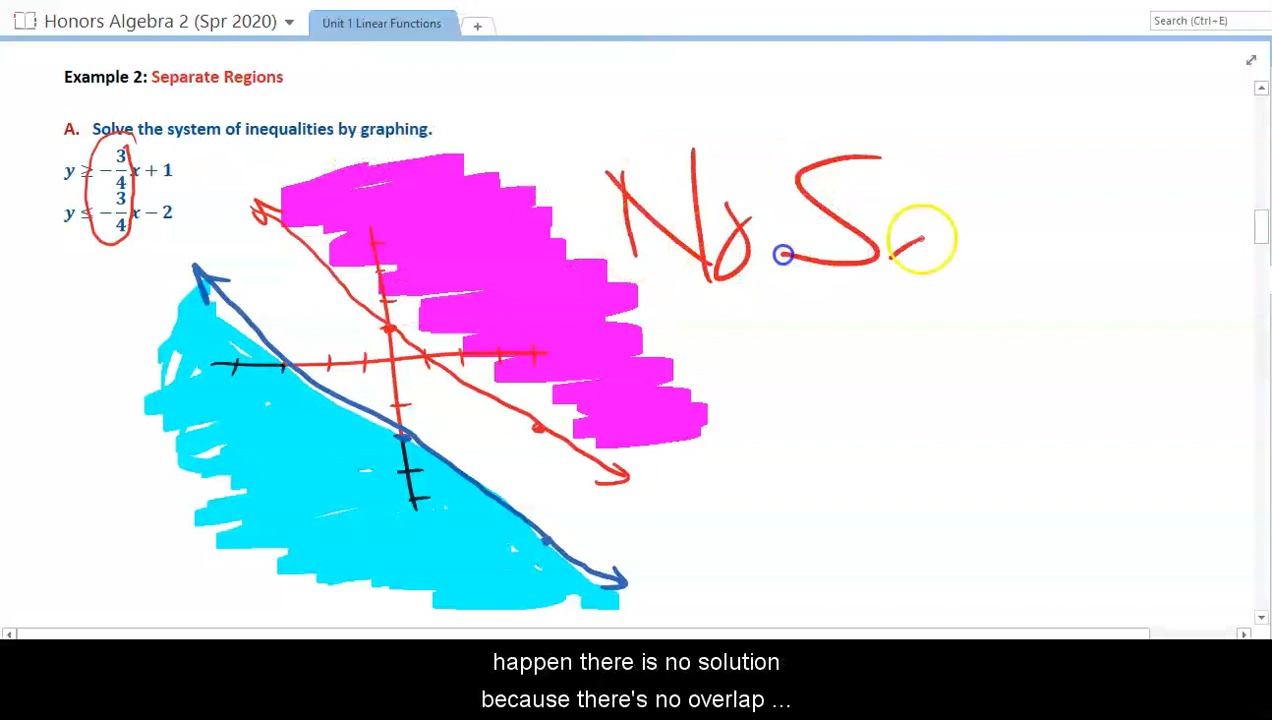 Honors Algebra 2 (Spr 2020)
Unit 1 Linear Functions
Search (Ctrl+E)
Example 2: Separate Regions
A. Solve the system of inequalities by graphing.
y ≥ −3/4x + 1
y ≤ −3/4x − 2
No S
happen there is no solution
because there's no overlap ...